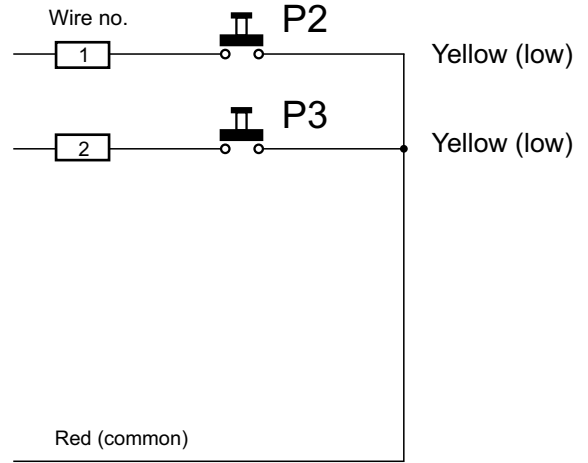 Wire no.
P2
1
Yellow (low)
P3
2
Yellow (low)
Red (common)